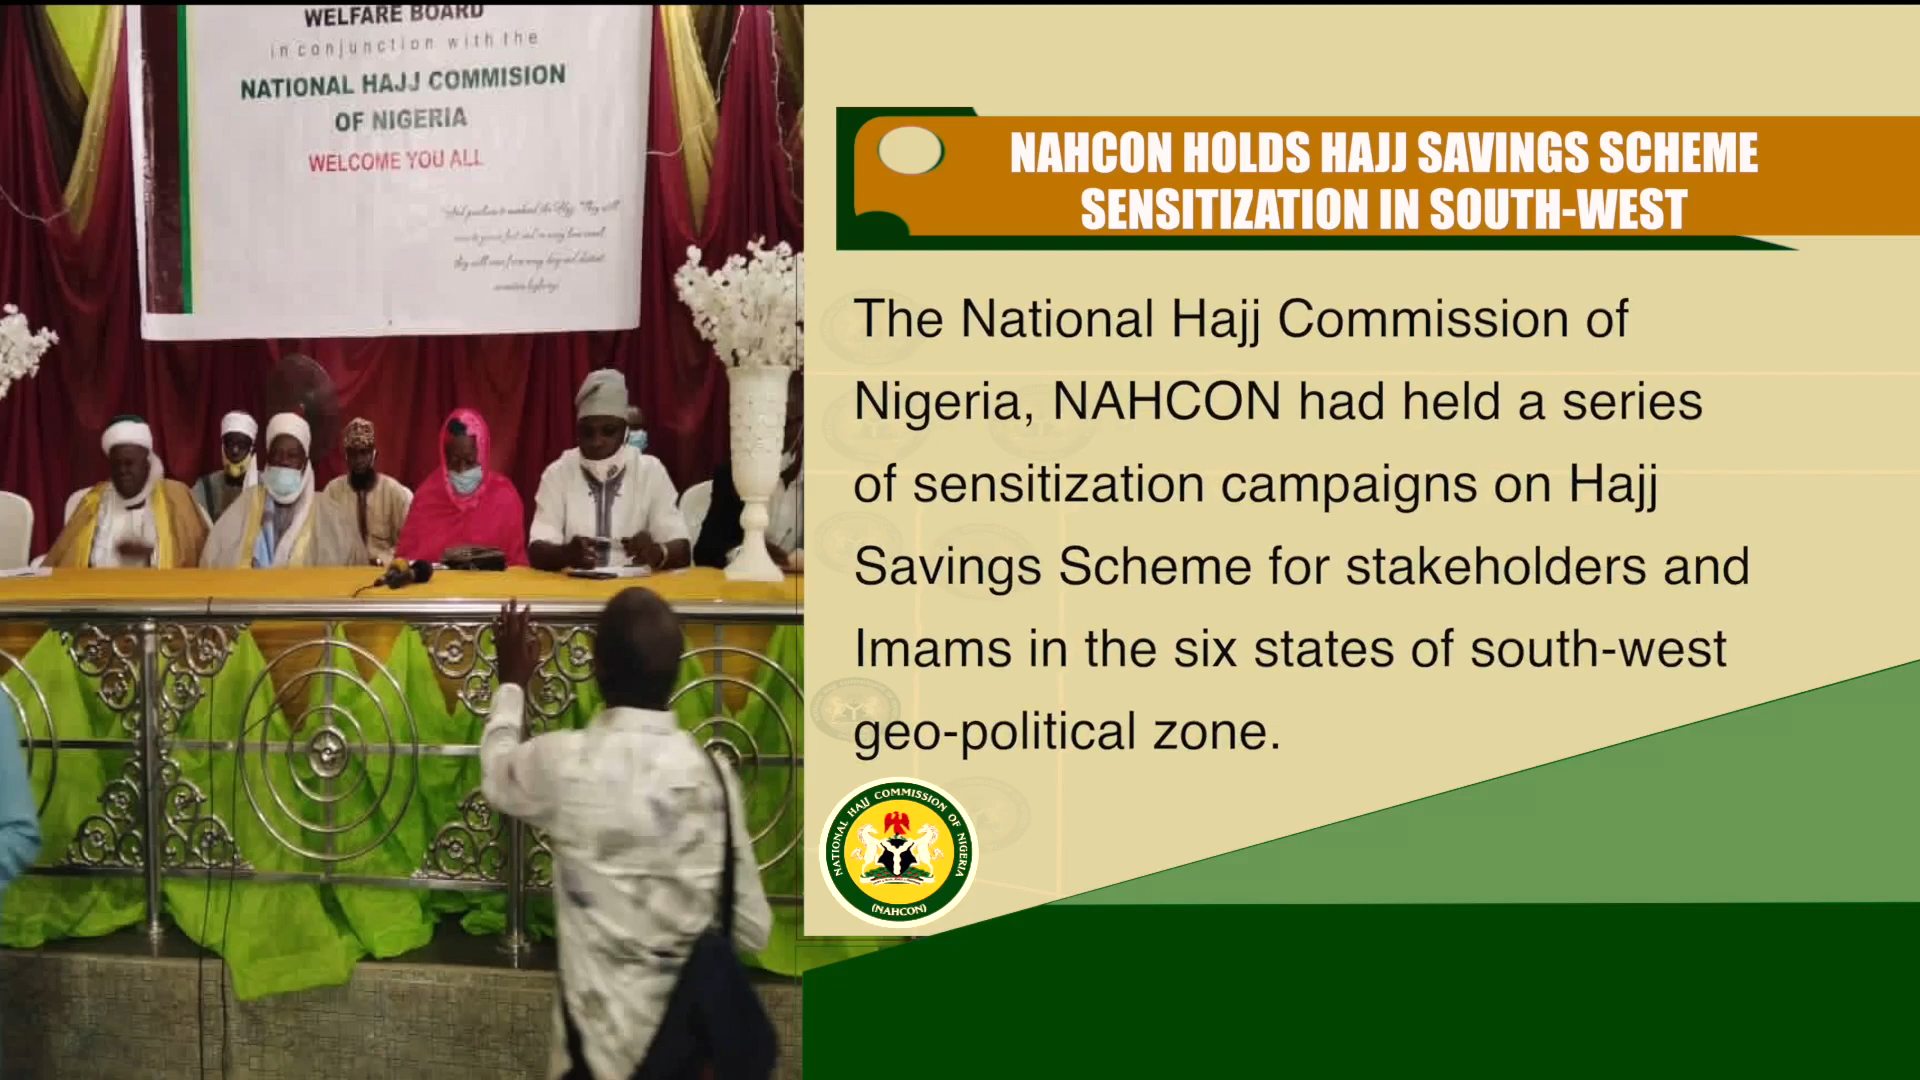 WELFARE BOARD
in conjunction with the
NATIONAL HAJJ COMMISION
OF NIGERIA
WELCOME YOU ALL
NAHCON HOLDS HAJJ SAVINGS SCHEME
SENSITIZATION IN SOUTH-WEST
The National Hajj Commission of
Nigeria, NAHCON had held a series
of sensitization campaigns on Hajj
Savings Scheme for stakeholders and
Imams in the six states of south-west
geo-political zone.
NATIONAL HAJJ COMMISSION OF NIGERIA
(NAHCON)